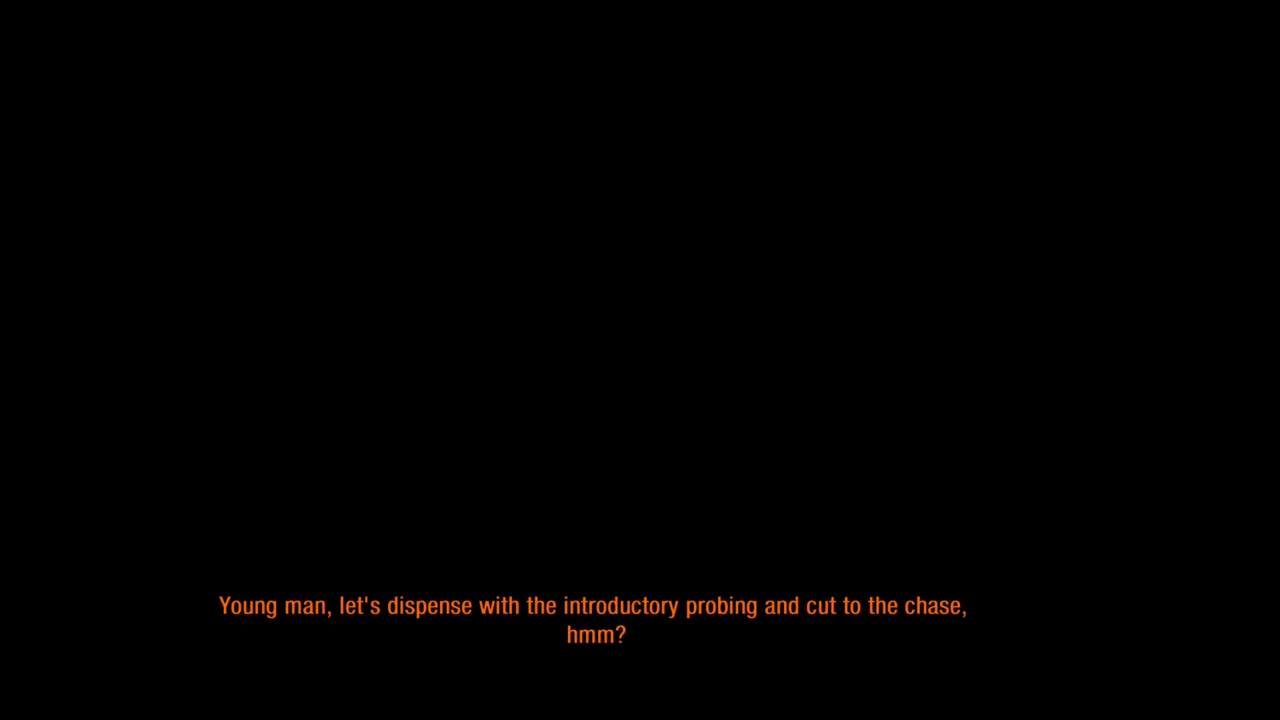 Young man, let's dispense with the introductory probing and cut to the chase,
hmm?